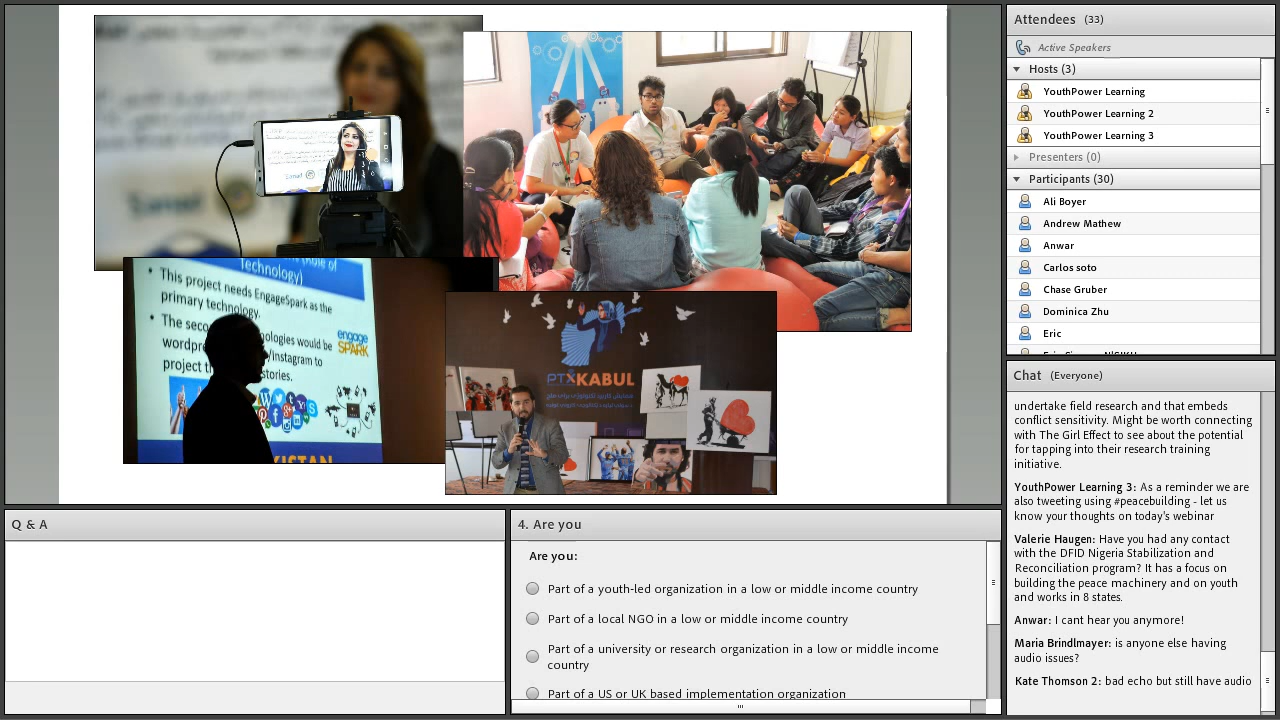 Technology)
• This project needs EngageSpark as the
primary technology.
• The
would be
wordpre
/instagram to
project
stories.
engage
SPARK
PTXKABUL
Attendees (33)
Active Speakers
Hosts (3)
YouthPower Learning
YouthPower Learning 2
YouthPower Learning 3
Presenters (0)
Participants (30)
Ali Boyer
Andrew Mathew
Anwar
Carlos soto
Chase Gruber
Dominica Zhu
Eric
Chat (Everyone)
undertake field research and that embeds
conflict sensitivity. Might be worth connecting
with the Girl Effect to see about the potential
for tapping into their research training
initiative.
YouthPower Learning 3: As a reminder we are
also tweeting using #peacebuilding - let us
know your thoughts on today's webinar
Valerie Haugen: Have you had any contact
with the DFID Nigeria Stabilization and
Reconciliation program? It has a focus on
building the peace machinery and on youth
and works in 8 states.
Anwar: I cant hear you anymore!
Maria Brindlmayer: is anyone else having
audio issues?
Kate Thomson 2: bad echo but still have audio
Q & A
4. Are you
Are you:
Part of a youth-led organization in a low or middle income country
Part of a local NGO in a low or middle income country
Part of a university or research organization in a low or middle income
country
Part of a US or UK based implementation organization